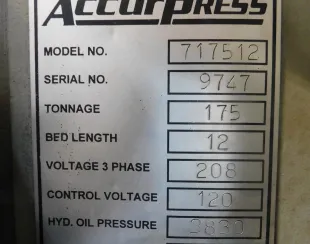 ACCURPRESS
MODEL NO. 717512
SERIAL NO. 9747
TONNAGE 175
BED LENGTH 12
VOLTAGE 3 PHASE 208
CONTROL VOLTAGE 120
HYD. OIL PRESSURE